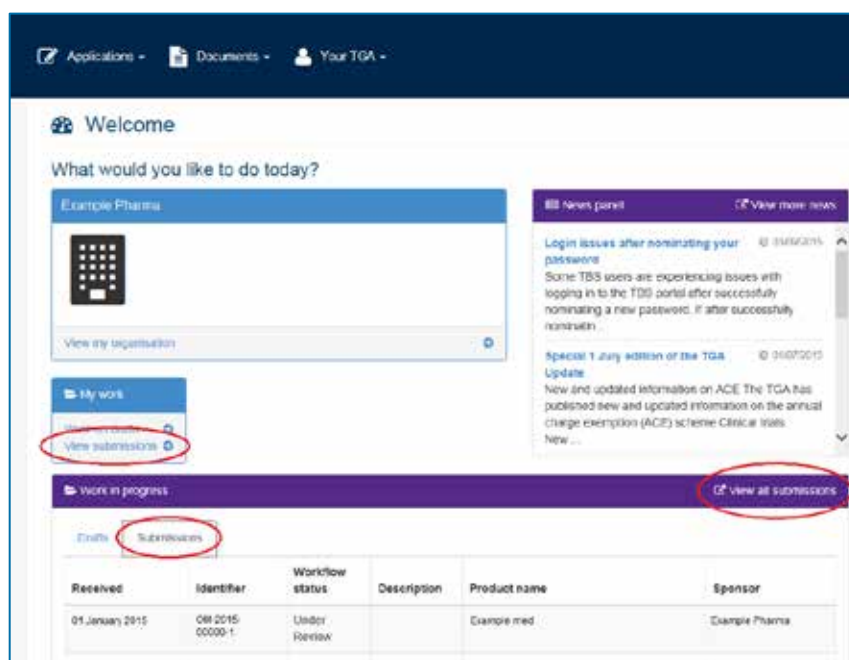 Applications Documents Your TGA
Welcome
What would you like to do today?
Example Pharma
View my organisation
News panel View more news
Login issues after nominating your
password
Some TBS users are experiencing issues with
logging in to the TBS portal after successfully
nominating a new password. If after successfully
nominatin...
Special 1 July edition of the TGA
Update
New and updated information on ACE The TGA has
published new and updated information on the annual
charge exemption (ACE) scheme Clinical trials
New ...
My work
View submissions
Work in progress View all submissions
Drafts Submissions
Received Identifier Workflow status Description Product name Sponsor
01 January 2015 Under Review Example med Example Pharma